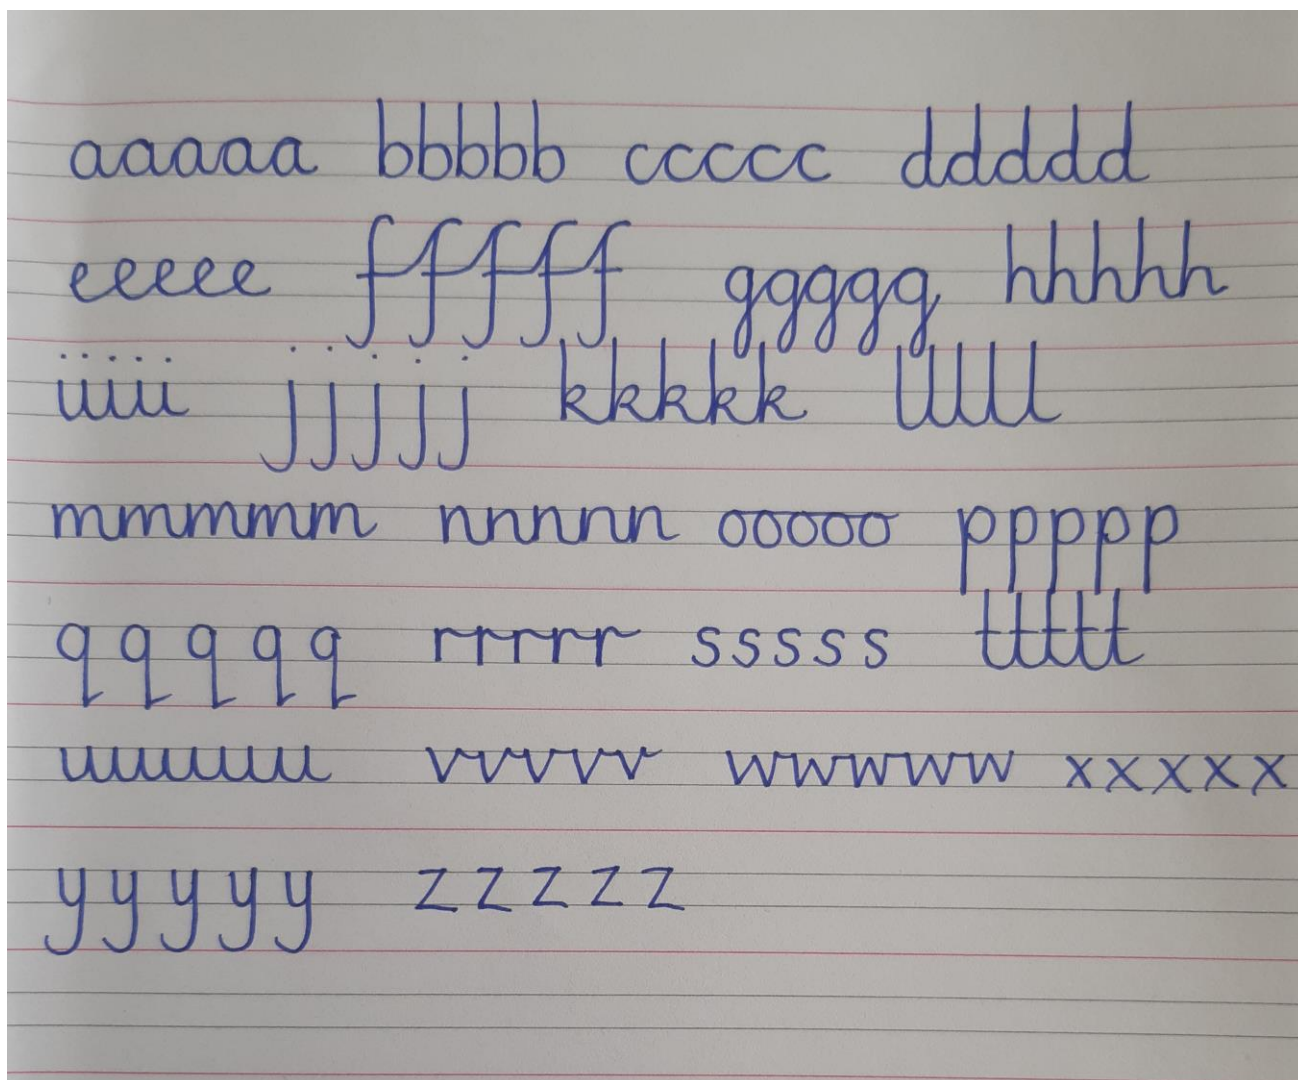 aaaaa bbbbb ccccc ddddd
eeeee fffff ggggg hhhhh
iiiii jjjjj kkkkk lllll
mmmmm nnnnn ooooo ppppp
qqqqq rrrrr sssss ttttt
uuuuu vvvvv wwwww xxxxx
yyyyy zzzzz